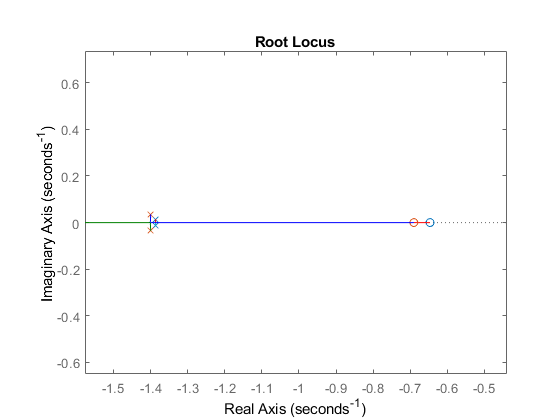 Root Locus
Imaginary Axis (seconds⁻¹)
0.6
0.4
0.2
0
-0.2
-0.4
-0.6
-1.5 -1.4 -1.3 -1.2 -1.1 -1 -0.9 -0.8 -0.7 -0.6 -0.5
Real Axis (seconds⁻¹)